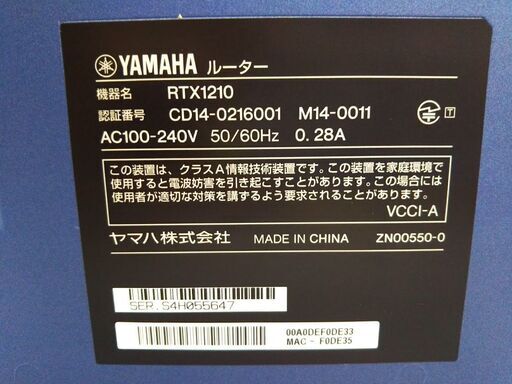 YAMAHA ルーター
機器名 RTX1210
認証番号 CD14-0216001 M14-0011 T
AC100-240V 50/60Hz 0.28A
この装置は、クラスA情報技術装置です。この装置を家庭環境で
使用すると電波妨害を引き起こすことがあります。この場合には
使用者が適切な対策を講ずるよう要求されることがあります。
VCCI-A
ヤマハ株式会社 MADE IN CHINA ZN00550-0
SER. S4H055647
00A0DEF0DE33
MAC - F0DE35